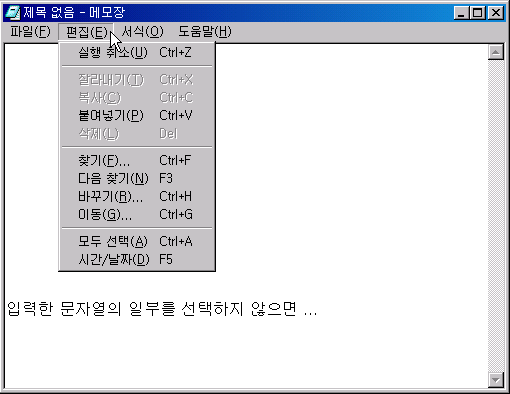 제목 없음 - 메모장
파일(F) 편집(E) 서식(O) 도움말(H)
실행 취소(U) Ctrl+Z
잘라내기(T) Ctrl+X
복사(C) Ctrl+C
붙여넣기(P) Ctrl+V
삭제(L) Del
찾기(F)... Ctrl+F
다음 찾기(N) F3
바꾸기(R)... Ctrl+H
이동(G)... Ctrl+G
모두 선택(A) Ctrl+A
시간/날짜(D) F5
입력한 문자열의 일부를 선택하지 않으면 ...